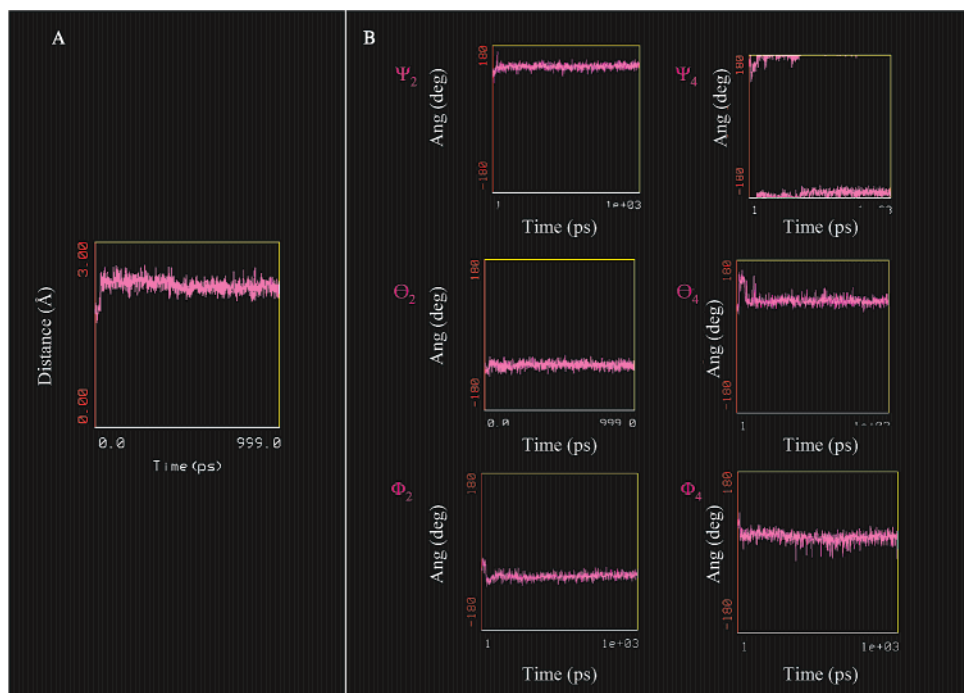 A
Distance (Å)
3.00
0.00
0.0 999.0
Time(ps)
B
Ψ2
Ang (deg)
180
-180
1 1e+03
Time (ps)
Ψ4
Ang (deg)
180
-180
1
Time (ps)
Θ2
Ang (deg)
180
-180
0.0 999.0
Time (ps)
Θ4
Ang (deg)
180
-180
1 1e+03
Time (ps)
Φ2
Ang (deg)
180
-180
1 1e+03
Time (ps)
Φ4
Ang (deg)
180
-180
1 1e+03
Time (ps)